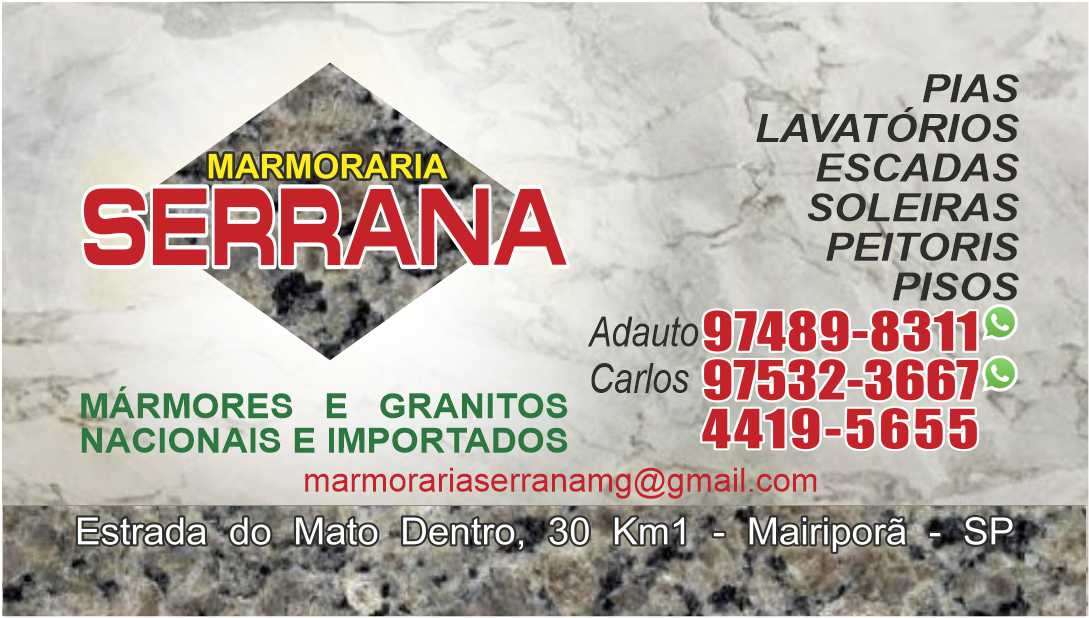 MARMORARIA
SERRANA
MÁRMORES E GRANITOS
NACIONAIS E IMPORTADOS
PIAS
LAVATÓRIOS
ESCADAS
SOLEIRAS
PEITORIS
PISOS
Adauto 97489-8311
Carlos 97532-3667
4419-5655
marmorariaserranamg@gmail.com
Estrada do Mato Dentro, 30 Km1 - Mairiporã - SP